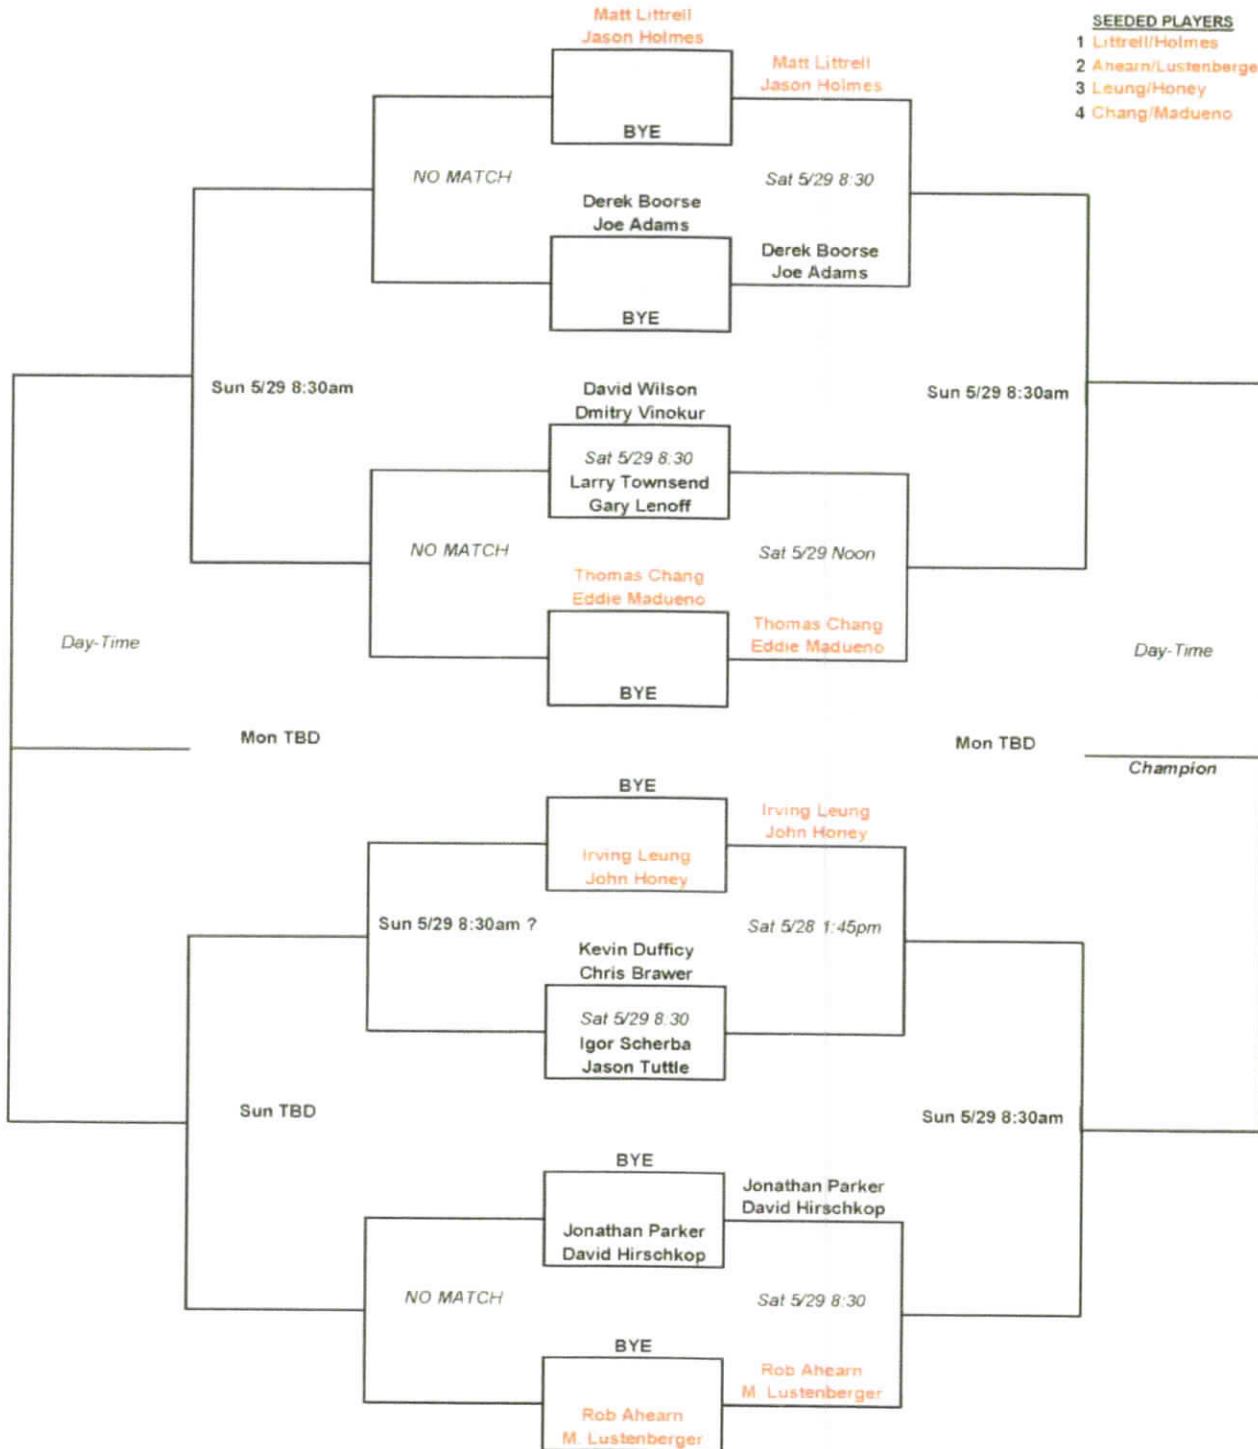 Matt Littrell
Jason Holmes
SEEDED PLAYERS
1 Littrell/Holmes
2 Ahearn/Lustenberge
3 Leung/Honey
4 Chang/Madueno
Matt Littrell
Jason Holmes
BYE
NO MATCH
Sat 5/29 8:30
Derek Boorse
Joe Adams
Derek Boorse
Joe Adams
BYE
Sun 5/29 8:30am
David Wilson
Dmitry Vinokur
Sun 5/29 8:30am
Sat 5/29 8:30
Larry Townsend
Gary Lenoff
NO MATCH
Sat 5/29 Noon
Thomas Chang
Eddie Madueno
Thomas Chang
Eddie Madueno
Day-Time
Day-Time
BYE
Mon TBD
Mon TBD
Champion
BYE
Irving Leung
John Honey
Irving Leung
John Honey
Sun 5/29 8:30am ?
Sat 5/28 1:45pm
Kevin Dufficy
Chris Brawer
Sat 5/29 8:30
Igor Scherba
Jason Tuttle
Sun TBD
Sun 5/29 8:30am
BYE
Jonathan Parker
David Hirschkop
Jonathan Parker
David Hirschkop
NO MATCH
Sat 5/29 8:30
BYE
Rob Ahearn
M. Lustenberger
Rob Ahearn
M. Lustenberger